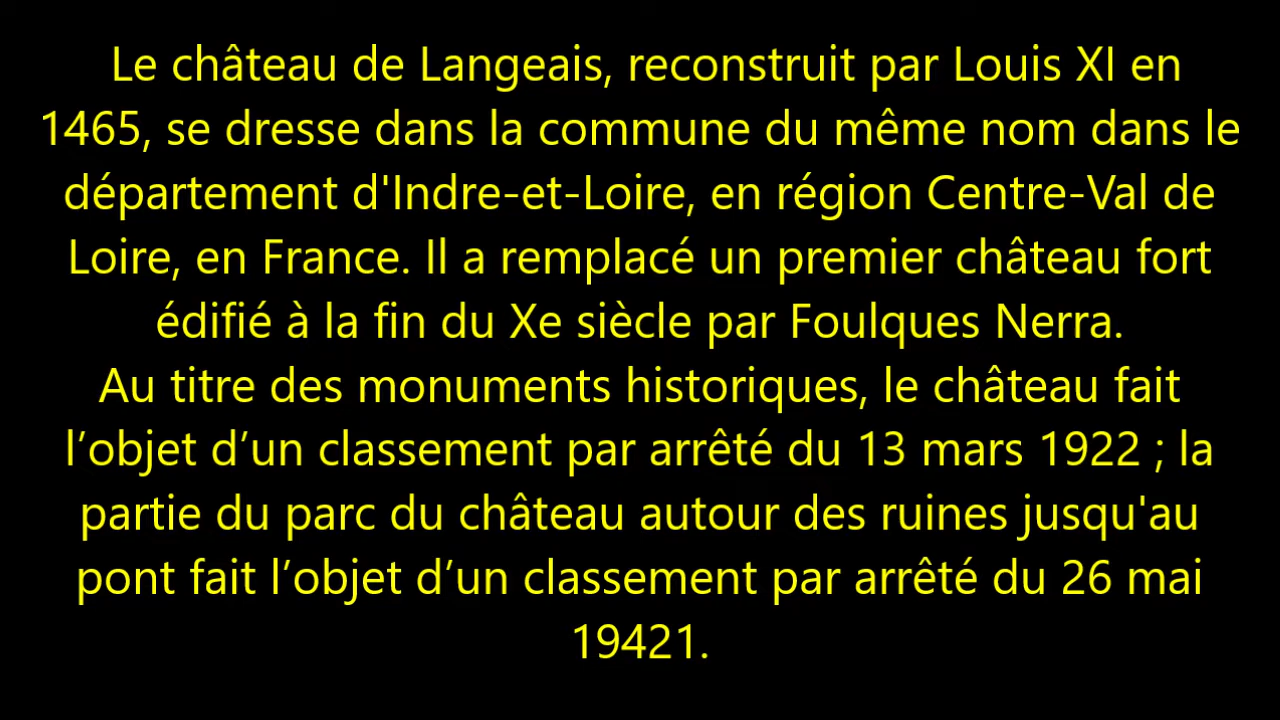 Le château de Langeais, reconstruit par Louis XI en
1465, se dresse dans la commune du même nom dans le
département d'Indre-et-Loire, en région Centre-Val de
Loire, en France. Il a remplacé un premier château fort
édifié à la fin du Xe siècle par Foulques Nerra.
Au titre des monuments historiques, le château fait
l’objet d’un classement par arrêté du 13 mars 1922 ; la
partie du parc du château autour des ruines jusqu'au
pont fait l’objet d’un classement par arrêté du 26 mai
19421.